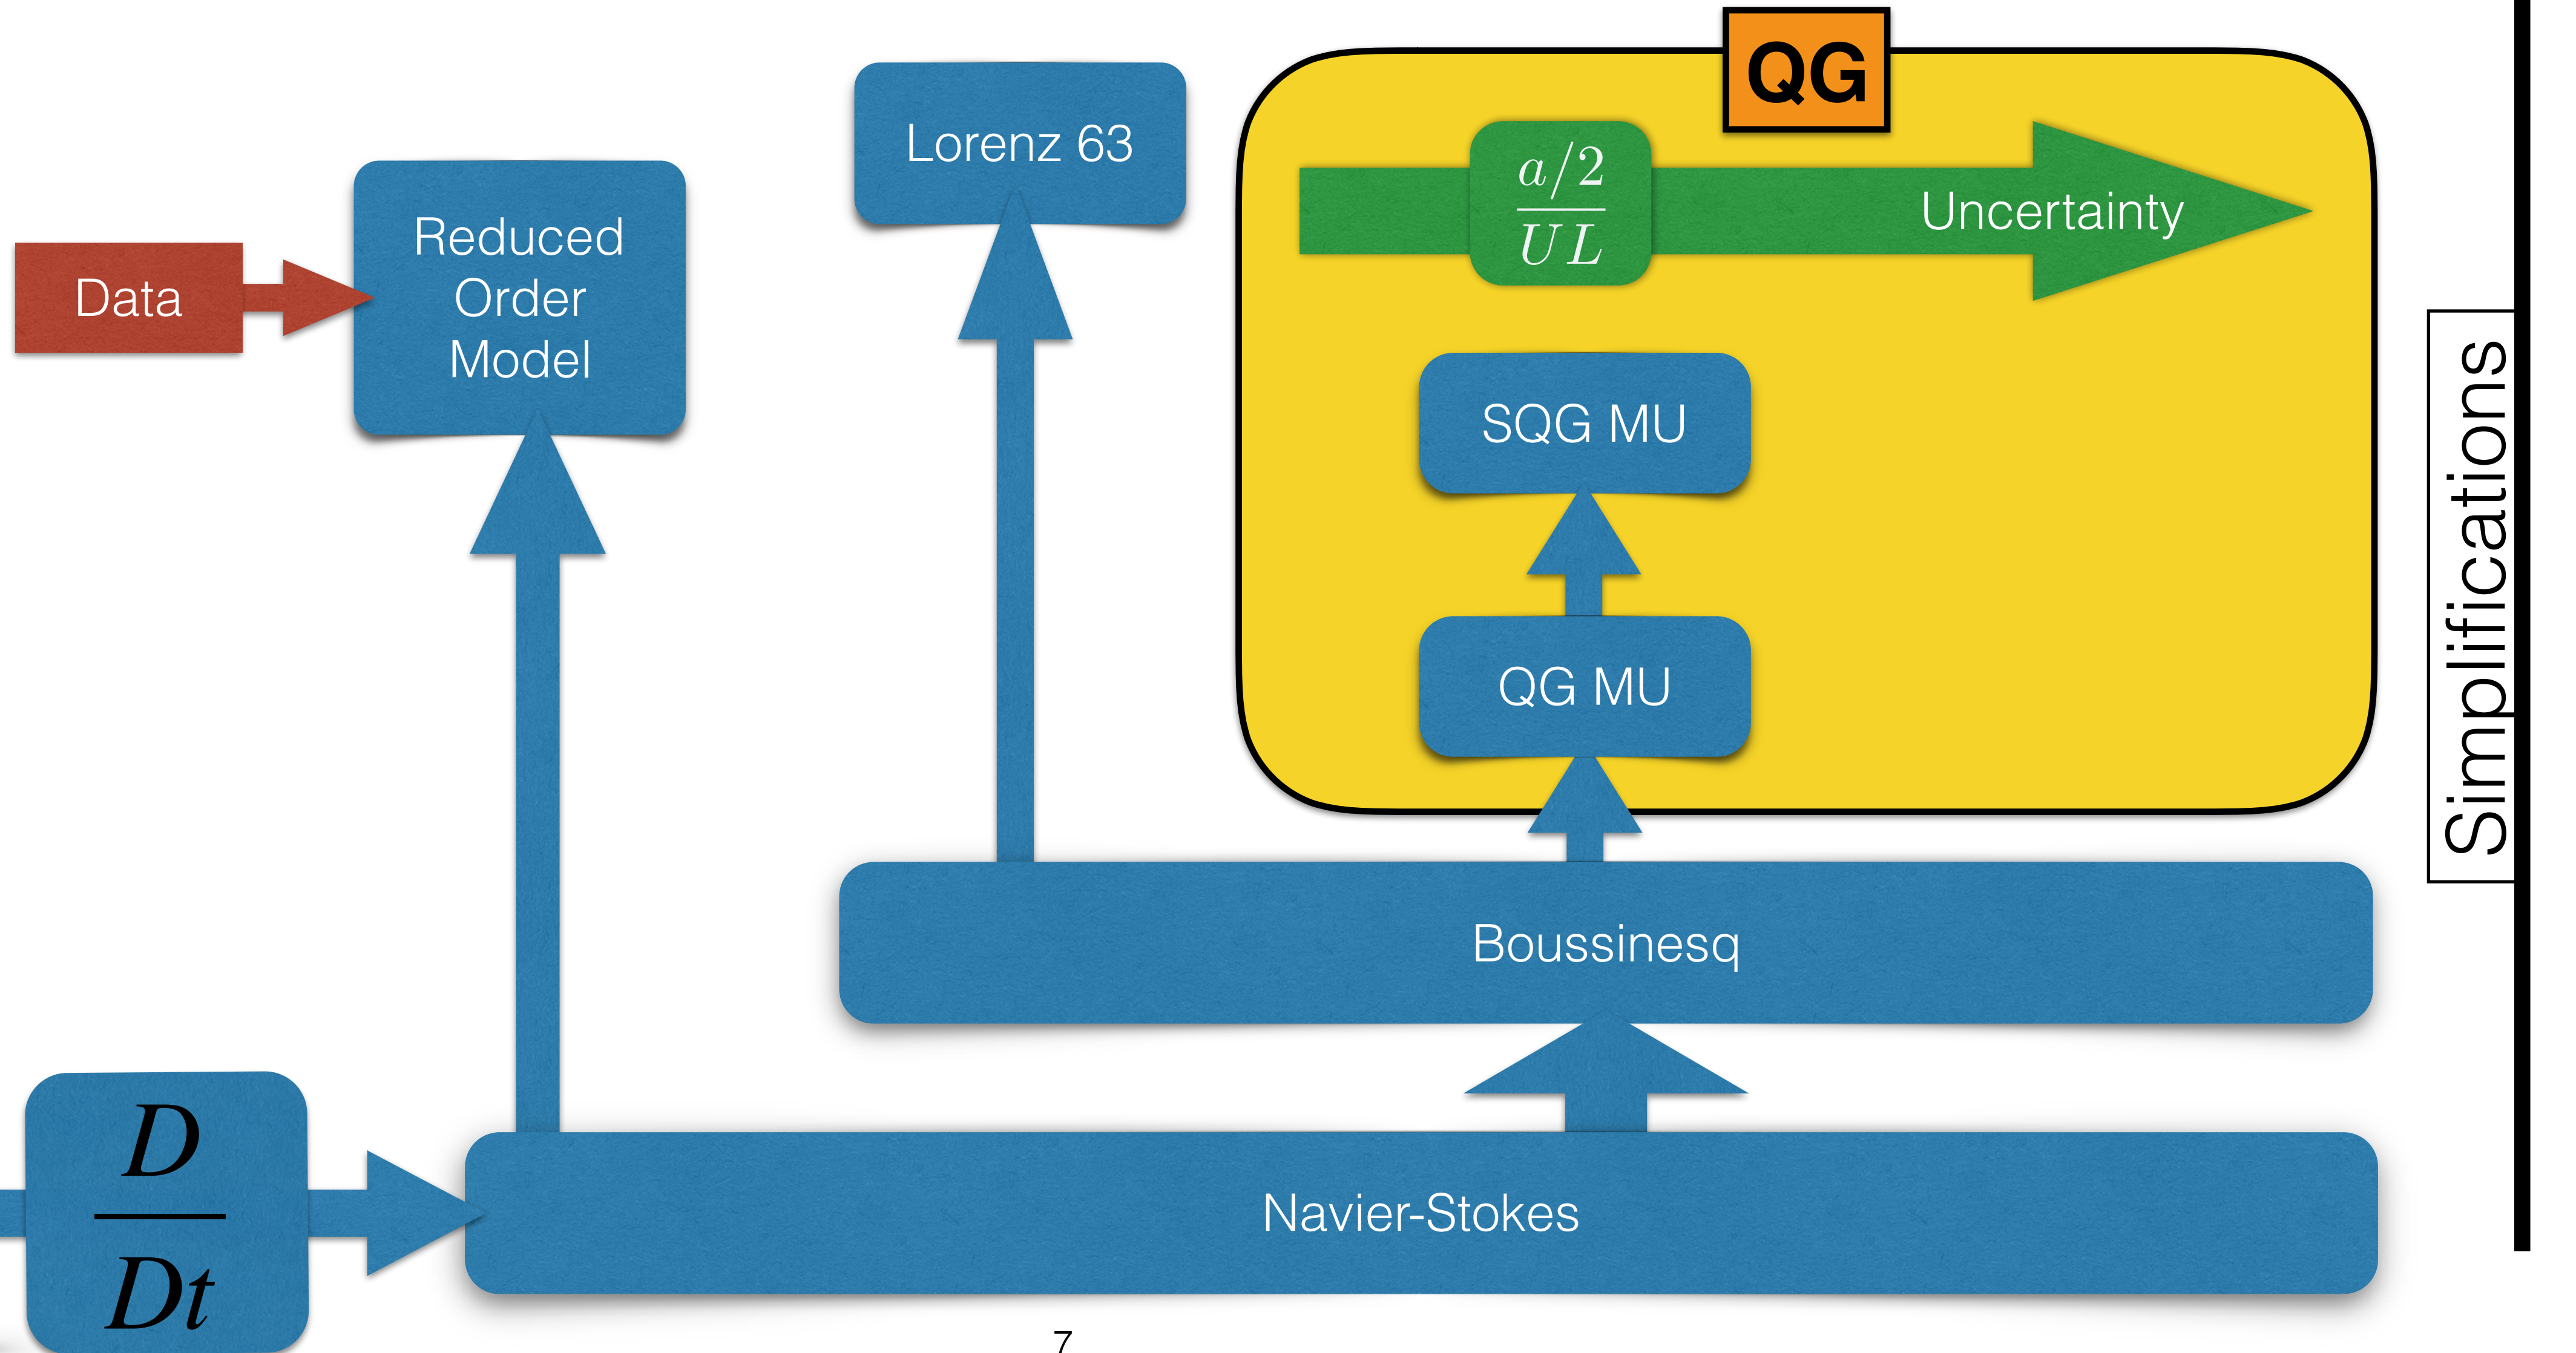 QG
Lorenz 63
a/2
UL
Uncertainty
Reduced
Order
Model
Data
SQG MU
QG MU
Simplifications
Boussinesq
D
Dt
Navier-Stokes
7